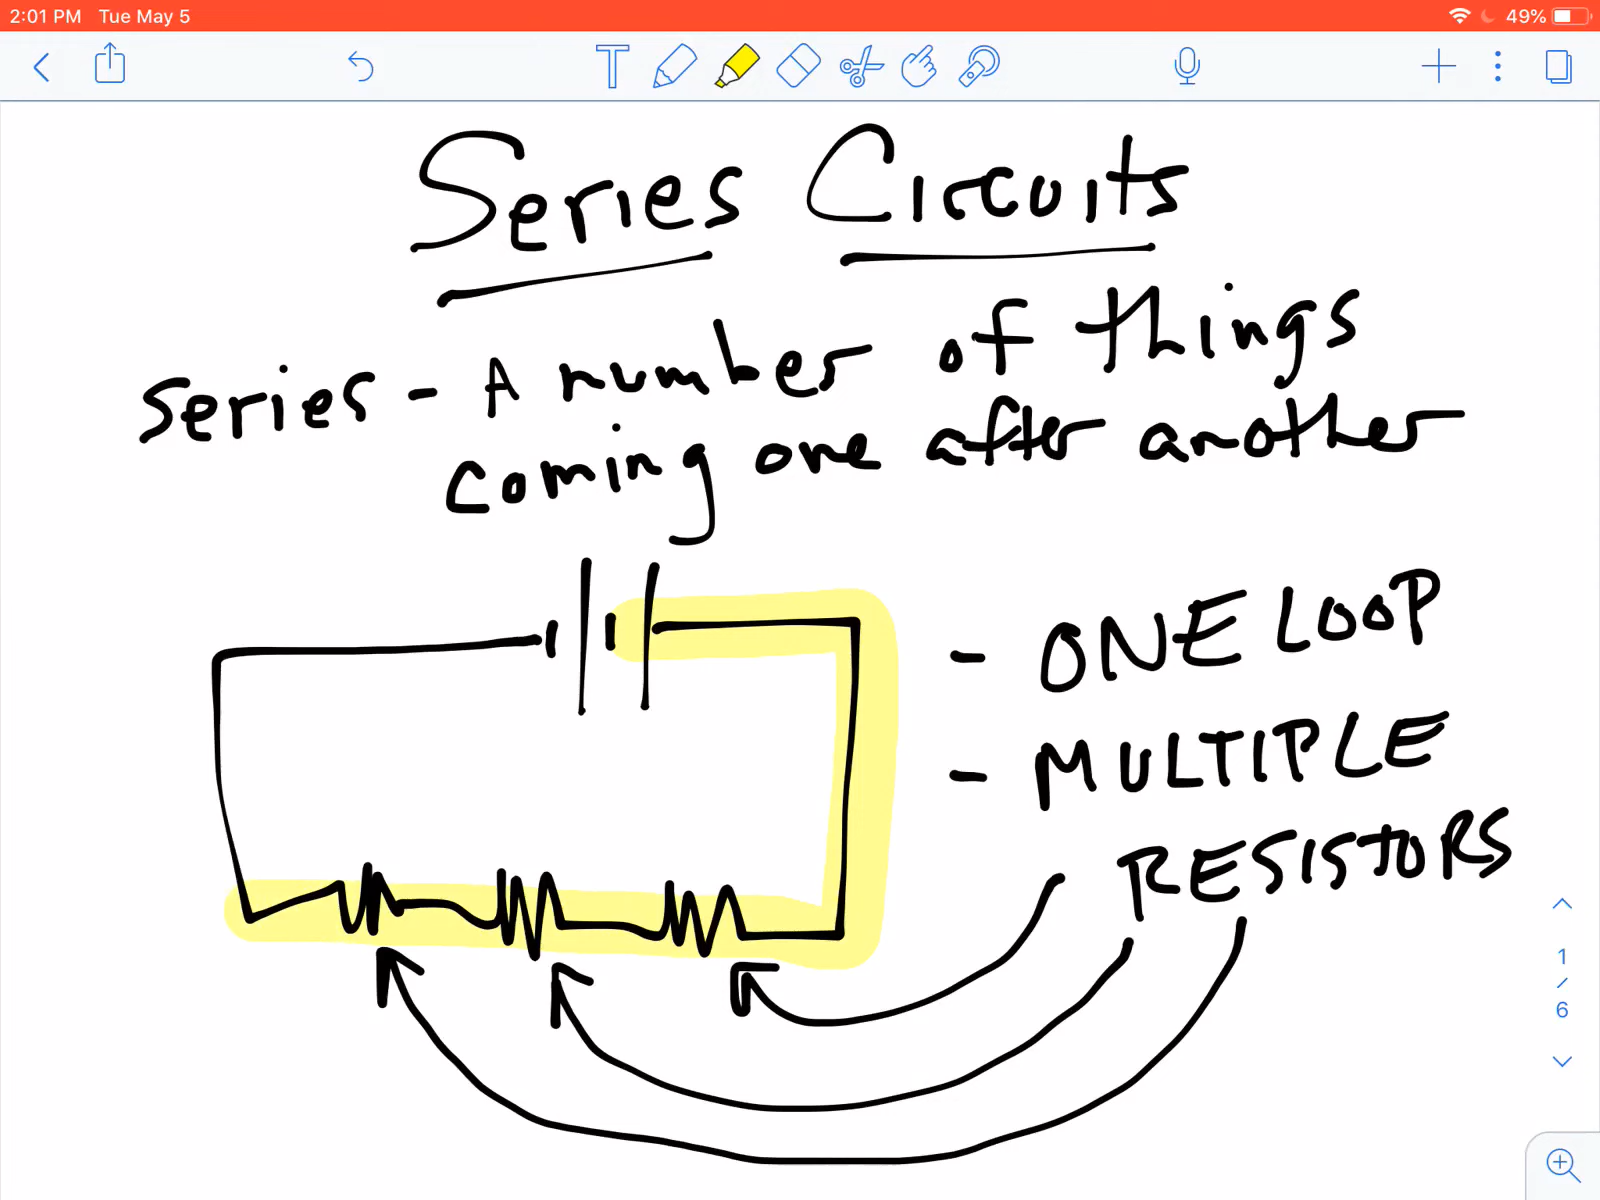 2:01 PM Tue May 5
49%
T
Series Circuits
series - A number of things
coming one after another
- ONE LOOP
- MULTIPLE
RESISTORS
1
/
6